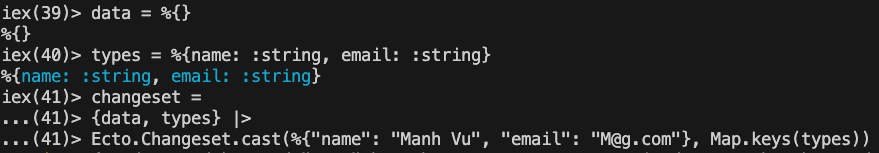 iex(39)> data = %{}
%{}
iex(40)> types = %{name: :string, email: :string}
%{name: :string, email: :string}
iex(41)> changeset =
...(41)> {data, types} |>
...(41)> Ecto.Changeset.cast(%{"name": "Manh Vu", "email": "M@g.com"}, Map.keys(types))